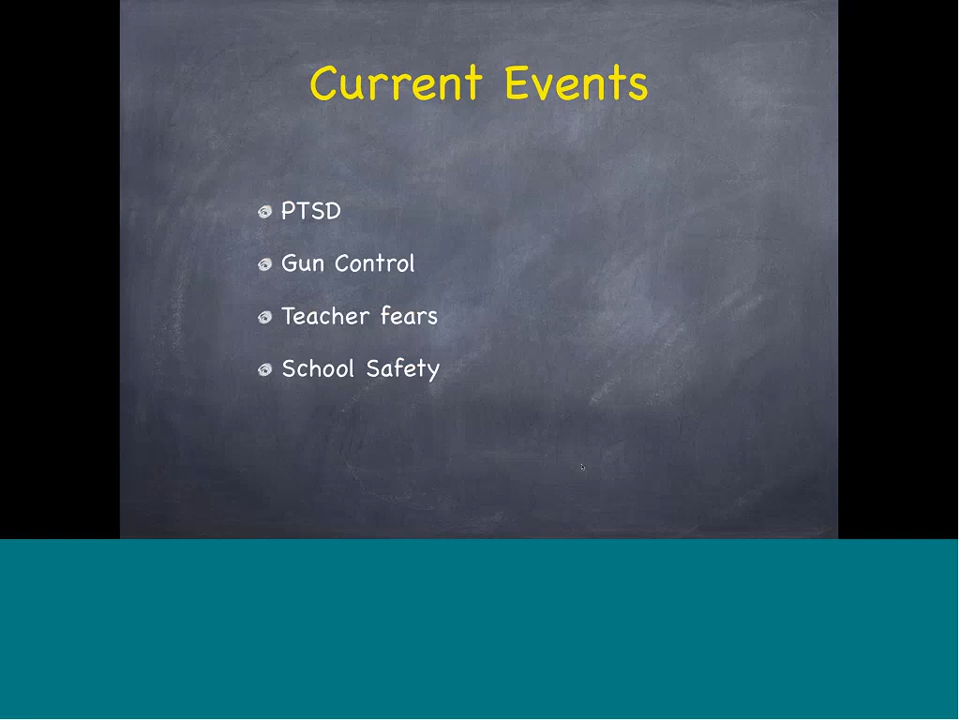 Current Events
PTSD
Gun Control
Teacher fears
School Safety